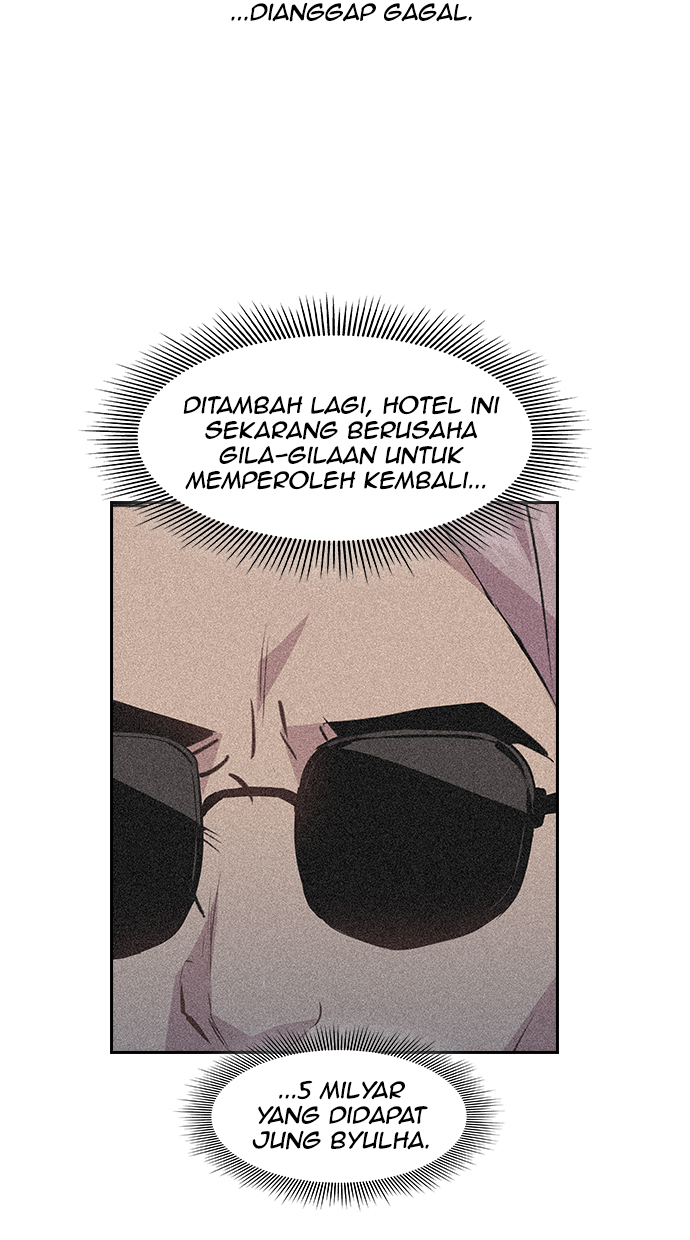 ...DIANGGAP GAGAL.
DITAMBAH LAGI, HOTEL INI
SEKARANG BERUSAHA
GILA-GILAAN UNTUK
MEMPEROLEH KEMBALI...
...5 MILYAR
YANG DIDAPAT
JUNG BYULHA.